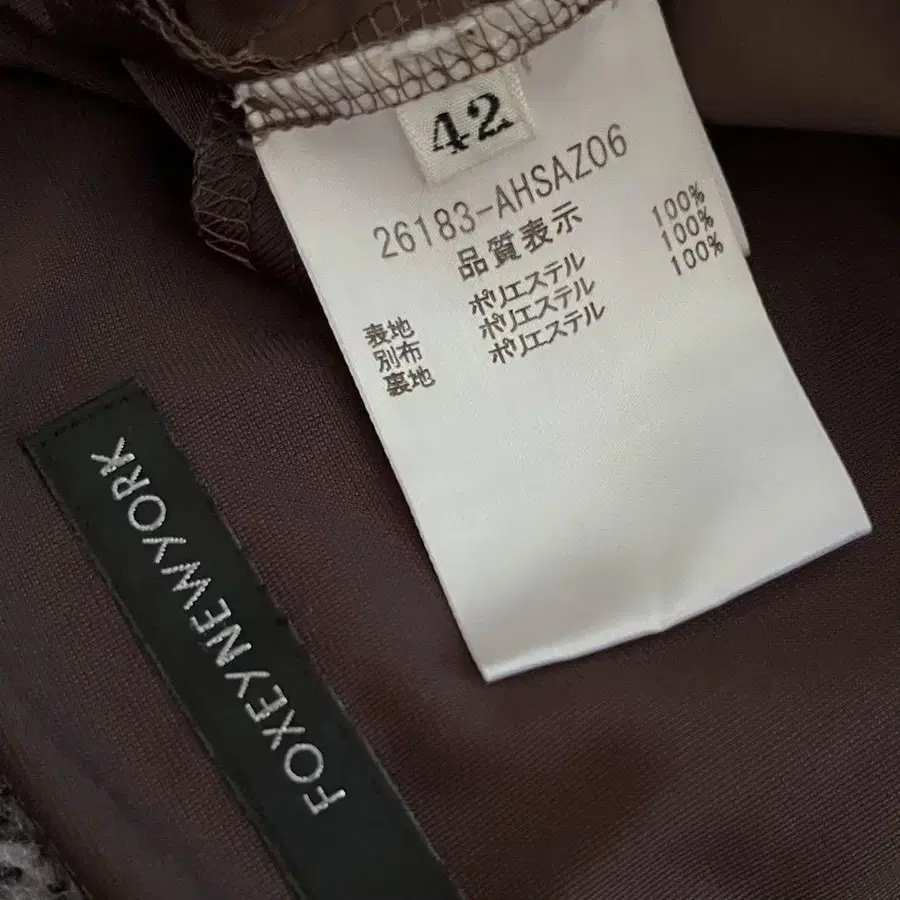 42
26183-AHSAZ06
品質表示
表地 ポリエステル 100%
別布 ポリエステル 100%
裏地 ポリエステル 100%
FOXEY NEW YORK